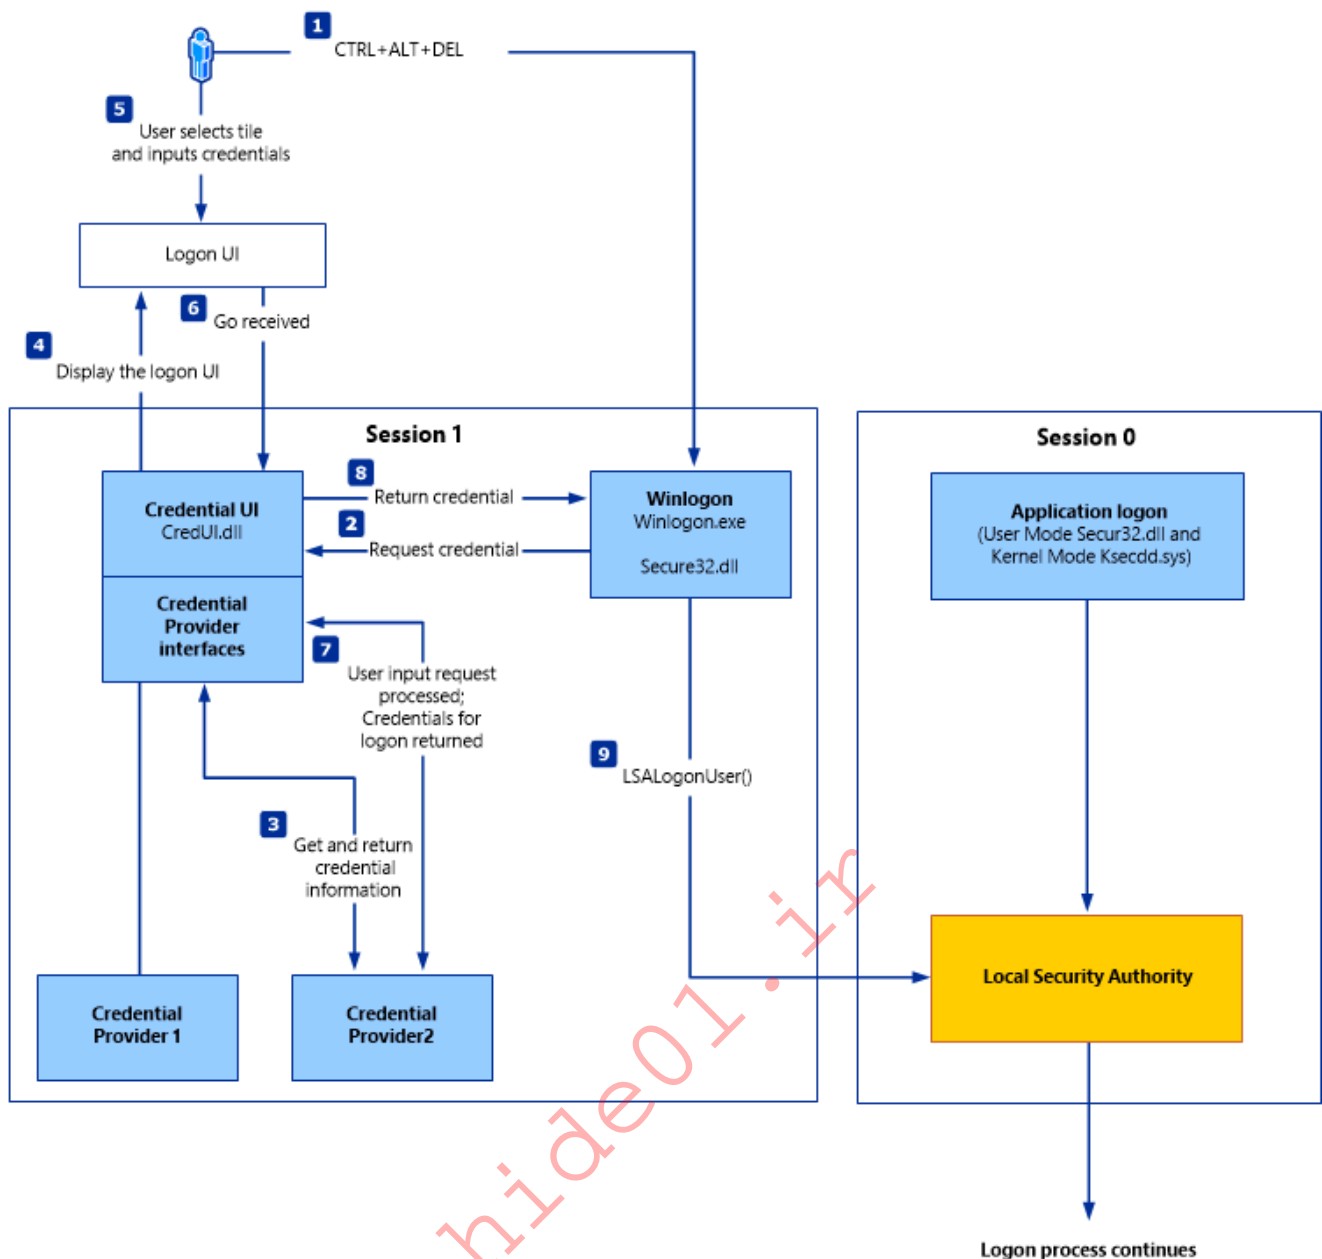 1
CTRL+ALT+DEL
5
User selects tile
and inputs credentials
Logon UI
6
Go received
4
Display the logon UI
Session 1
Session 0
8
Return credential
Credential UI
CredUI.dll
2
Request credential
Winlogon
Winlogon.exe
Secure32.dll
Application logon
(User Mode Secur32.dll and
Kernel Mode Ksecdd.sys)
Credential
Provider
interfaces
7
User input request
processed;
Credentials for
logon returned
9
LSALogonUser()
3
Get and return
credential
information
Local Security Authority
Credential
Provider 1
Credential
Provider2
hide01.ir
Logon process continues